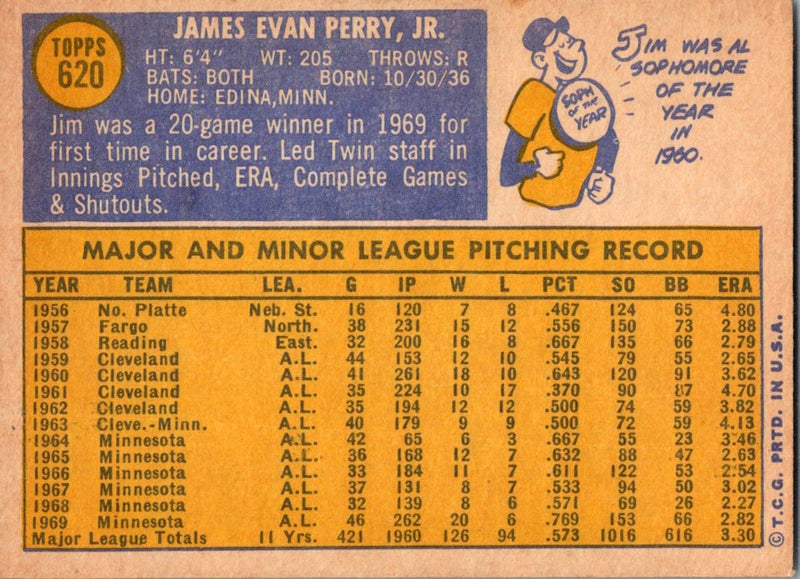 TOPPS
620
JAMES EVAN PERRY, JR.
HT: 6'4" WT: 205 THROWS: R
BATS: BOTH BORN: 10/30/36
HOME: EDINA, MINN.
Jim was a 20-game winner in 1969 for
first time in career. Led Twin staff in
Innings Pitched, ERA, Complete Games
& Shutouts.
SOPH
OF THE
YEAR
JIM WAS AL
SOPHOMORE
OF THE
YEAR
IN
1960.
MAJOR AND MINOR LEAGUE PITCHING RECORD
YEAR TEAM LEA. G IP W L PCT SO BB ERA
1956 No. Platte Neb. St. 16 120 7 8 .467 124 65 4.80
1957 Fargo North. 38 231 15 12 .556 150 73 2.88
1958 Reading East. 32 200 16 8 .667 135 66 2.79
1959 Cleveland A.L. 44 153 12 10 .545 79 55 2.65
1960 Cleveland A.L. 41 261 18 10 .643 120 91 3.62
1961 Cleveland A.L. 35 224 10 17 .370 90 87 4.70
1962 Cleveland A.L. 35 194 12 12 .500 74 59 3.82
1963 Cleve.-Minn. A.L. 40 179 9 9 .500 72 59 4.13
1964 Minnesota A.L. 42 65 6 3 .667 55 23 3.46
1965 Minnesota A.L. 36 168 12 7 .632 88 47 2.63
1966 Minnesota A.L. 33 184 11 7 .611 122 53 2.54
1967 Minnesota A.L. 37 131 8 7 .533 94 50 3.02
1968 Minnesota A.L. 32 139 8 6 .571 69 26 2.27
1969 Minnesota A.L. 46 262 20 6 .769 153 66 2.82
Major League Totals 11 Yrs. 421 1960 126 94 .573 1016 616 3.30
© T.C.G. PRTD. IN U.S.A.